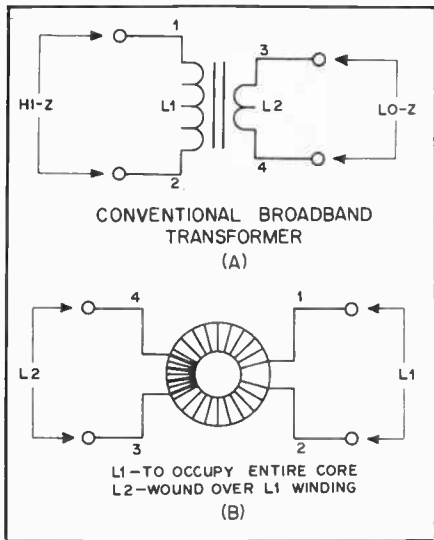 1
3
HI-Z
L1
L2
LO-Z
2
4
CONVENTIONAL BROADBAND
TRANSFORMER
(A)
4
1
L2
L1
3
2
L1-TO OCCUPY ENTIRE CORE
L2-WOUND OVER L1 WINDING
(B)